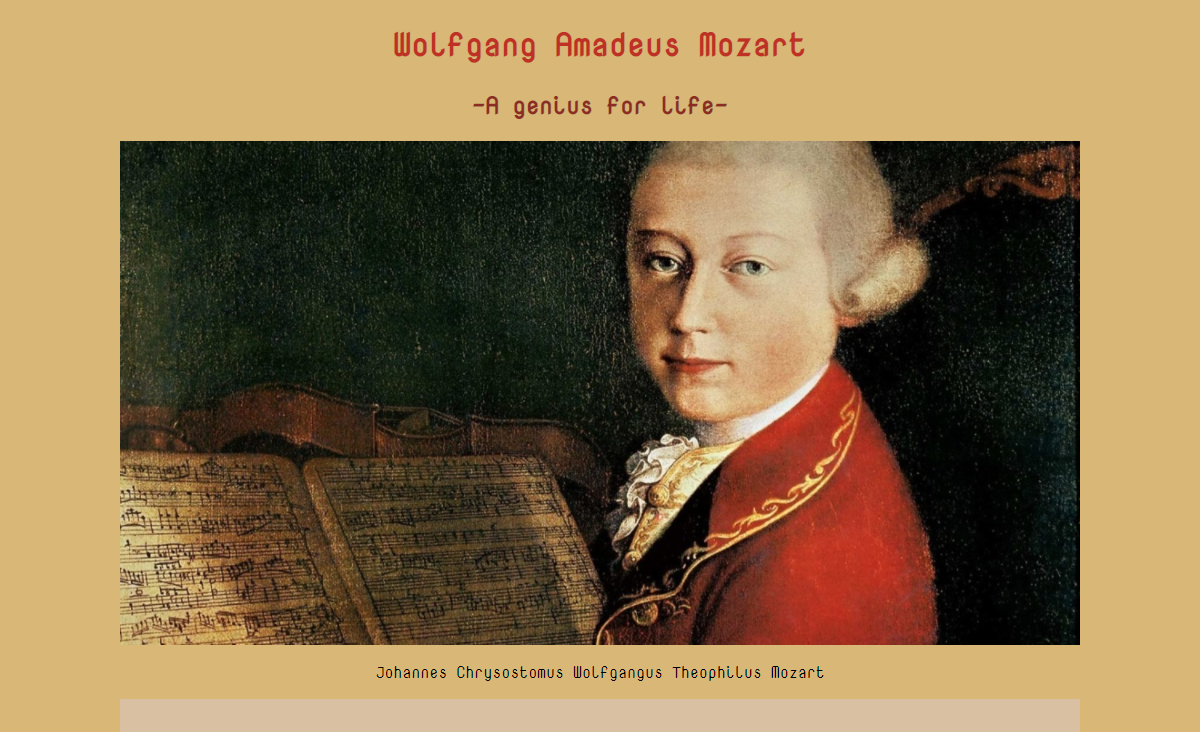 Wolfgang Amadeus Mozart
-A genius for life-
Johannes Chrysostomus Wolfgangus Theophilus Mozart